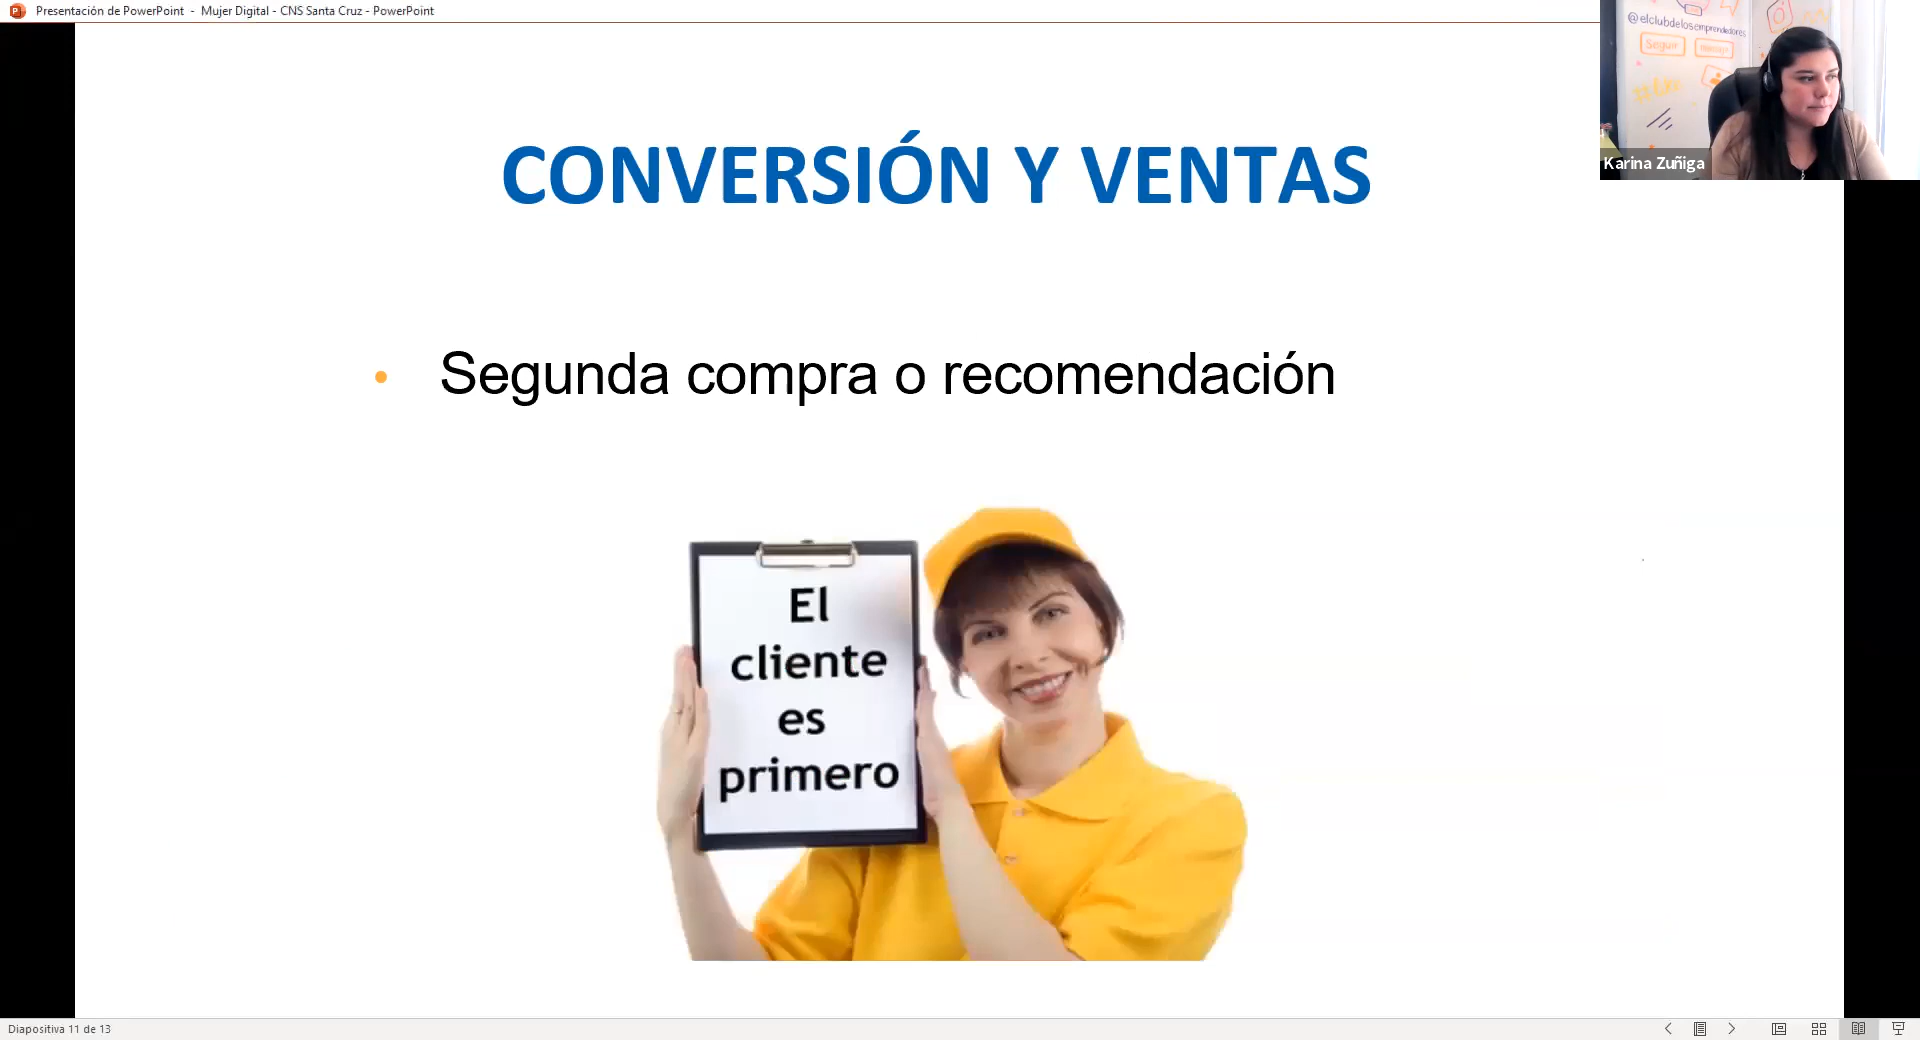 Presentación de PowerPoint - Mujer Digital - CNS Santa Cruz - PowerPoint
@elclubdelosemprendedores
Seguir
Karina Zuñiga
CONVERSIÓN Y VENTAS
Segunda compra o recomendación
El
cliente
es
primero
Diapositiva 11 de 13